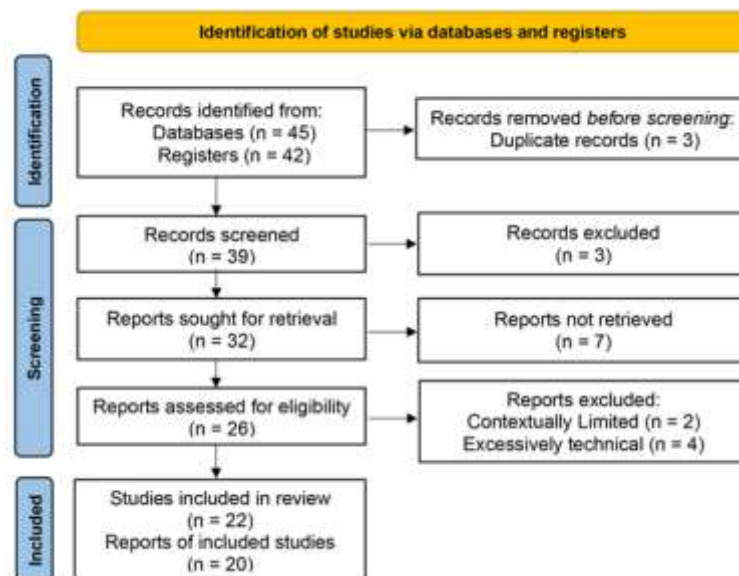 Identification of studies via databases and registers
Identification
Records identified from:
Databases (n = 45)
Registers (n = 42)
Records removed before screening:
Duplicate records (n = 3)
Screening
Records screened
(n = 39)
Records excluded
(n = 3)
Reports sought for retrieval
(n = 32)
Reports not retrieved
(n = 7)
Reports assessed for eligibility
(n = 26)
Reports excluded:
Contextually Limited (n = 2)
Excessively technical (n = 4)
Included
Studies included in review
(n = 22)
Reports of included studies
(n = 20)